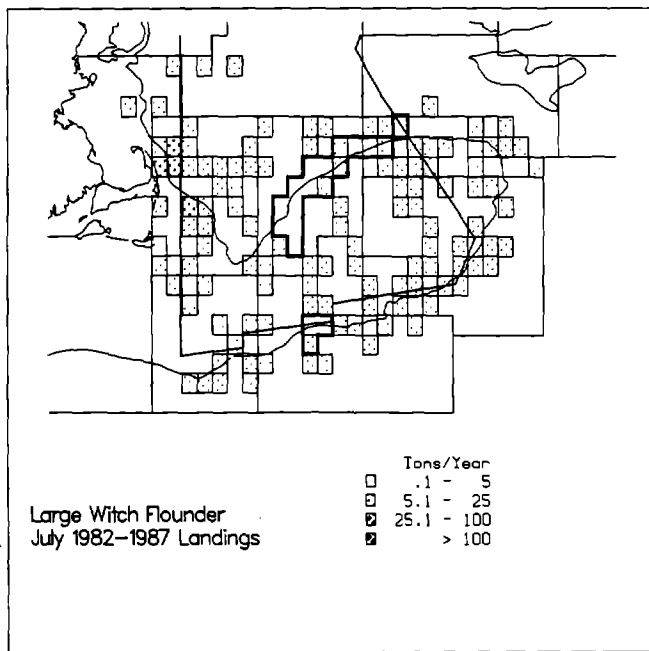 Tons/Year
.1 - 5
5.1 - 25
25.1 - 100
> 100
Large Witch Flounder
July 1982-1987 Landings